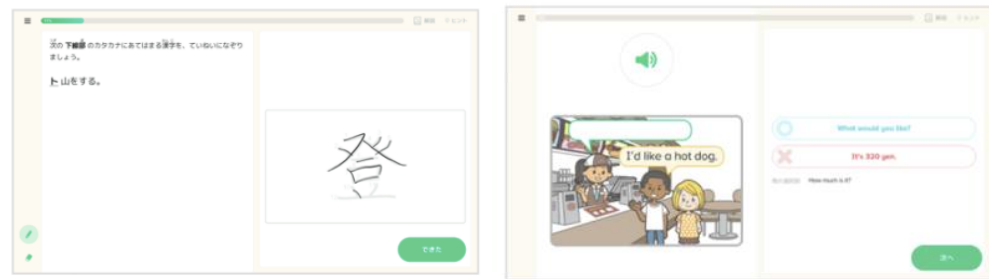 次の 下線部 のカタカナにあてはまる漢字を、ていねいになぞり
ましょう。
ト 山をする。
登
できた
I'd like a hot dog.
What would you like?
It's 320 yen.
How much is it?
次へ